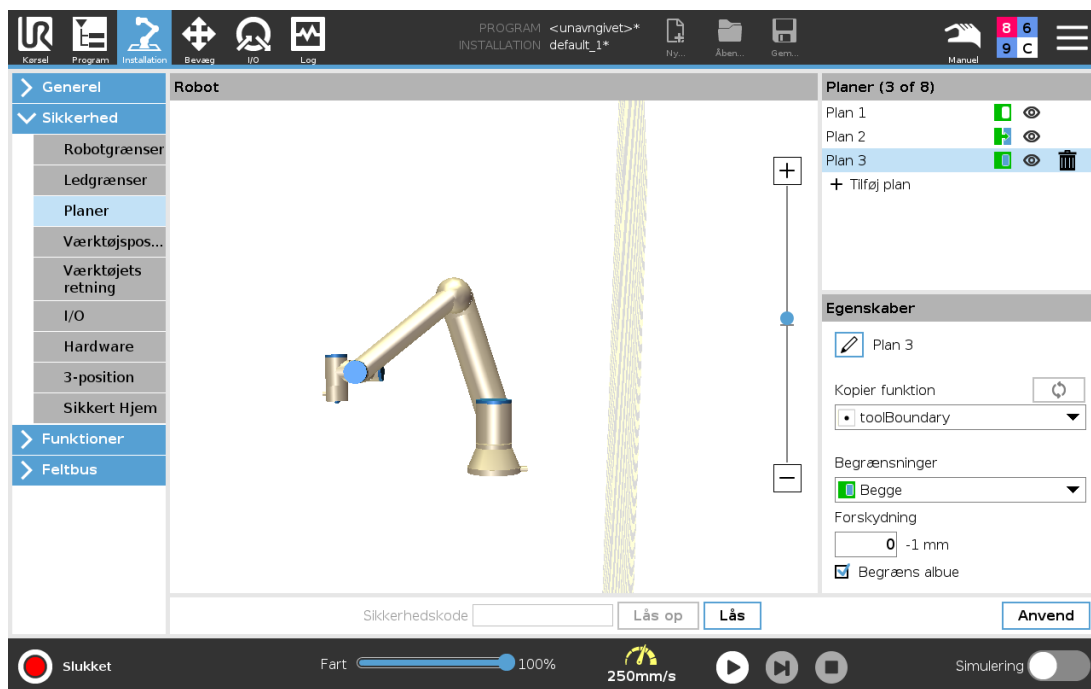 UR
Kørsel
Program
Installation
Bevæg
I/O
Log
PROGRAM <unavngivet>*
INSTALLATION default_1*
Ny...
Åben...
Gem...
Manuel
8 6
9 C
Generel
Sikkerhed
Robotgrænser
Ledgrænser
Planer
Værktøjspos...
Værktøjets
retning
I/O
Hardware
3-position
Sikkert Hjem
Funktioner
Feltbus
Robot
Planer (3 of 8)
Plan 1
Plan 2
Plan 3
+ Tilføj plan
Egenskaber
Plan 3
Kopier funktion
toolBoundary
Begrænsninger
Begge
Forskydning
0 -1 mm
Begræns albue
Sikkerhedskode
Lås op
Lås
Anvend
Slukket
Fart
100%
250mm/s
Simulering